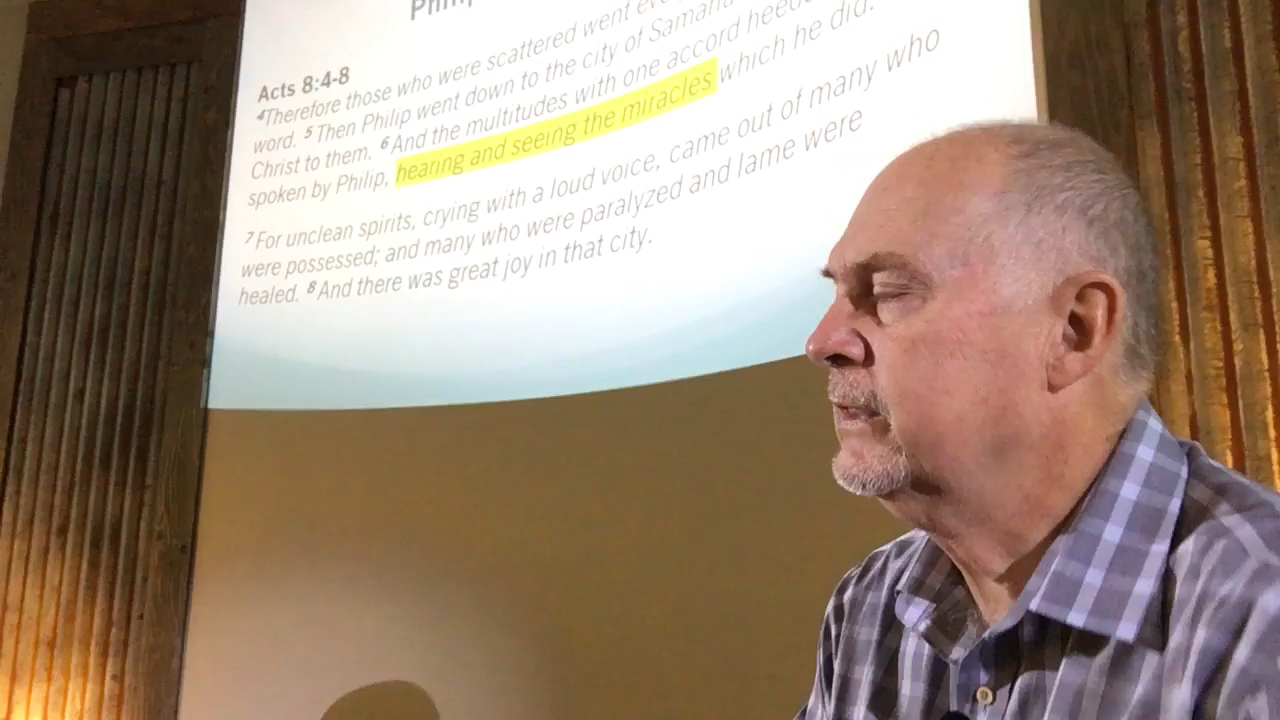 Acts 8:4-8
4Therefore those who were scattered went
word. 5Then Philip went down to the city of Samaria
Christ to them. 6And the multitudes with one accord
spoken by Philip, hearing and seeing the miracles which he did.
7For unclean spirits, crying with a loud voice, came out of many who
were possessed; and many who were paralyzed and lame were
healed. 8And there was great joy in that city.